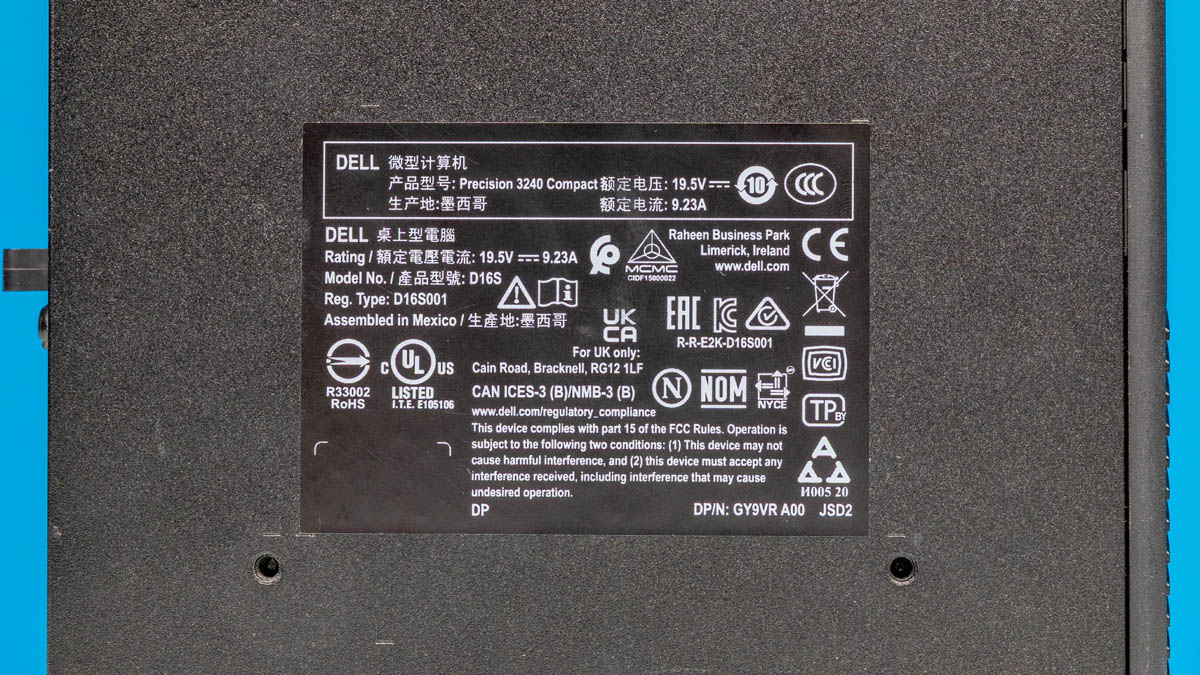 DELL 微型计算机
产品型号: Precision 3240 Compact 额定电压: 19.5V 10 CCC
生产地:墨西哥 额定电流: 9.23A
DELL 桌上型電腦
Rating / 額定電壓電流: 19.5V 9.23A
Model No. / 產品型號: D16S
Reg. Type: D16S001
Assembled in Mexico / 生產地:墨西哥
MCMC
CIDF15000022
Raheen Business Park
Limerick, Ireland
www.dell.com
CE
UK
CA
EAC
R-R-E2K-D16S001
For UK only:
Cain Road, Bracknell, RG12 1LF
R33002
RoHS
C UL US
LISTED
I.T.E. E105106
CAN ICES-3 (B)/NMB-3 (B)
N NOM NYCE
VCCI
TP BY
www.dell.com/regulatory_compliance
This device complies with part 15 of the FCC Rules. Operation is
subject to the following two conditions: (1) This device may not
cause harmful interference, and (2) this device must accept any
interference received, including interference that may cause
undesired operation.
И005 20
DP
DP/N: GY9VR A00 JSD2